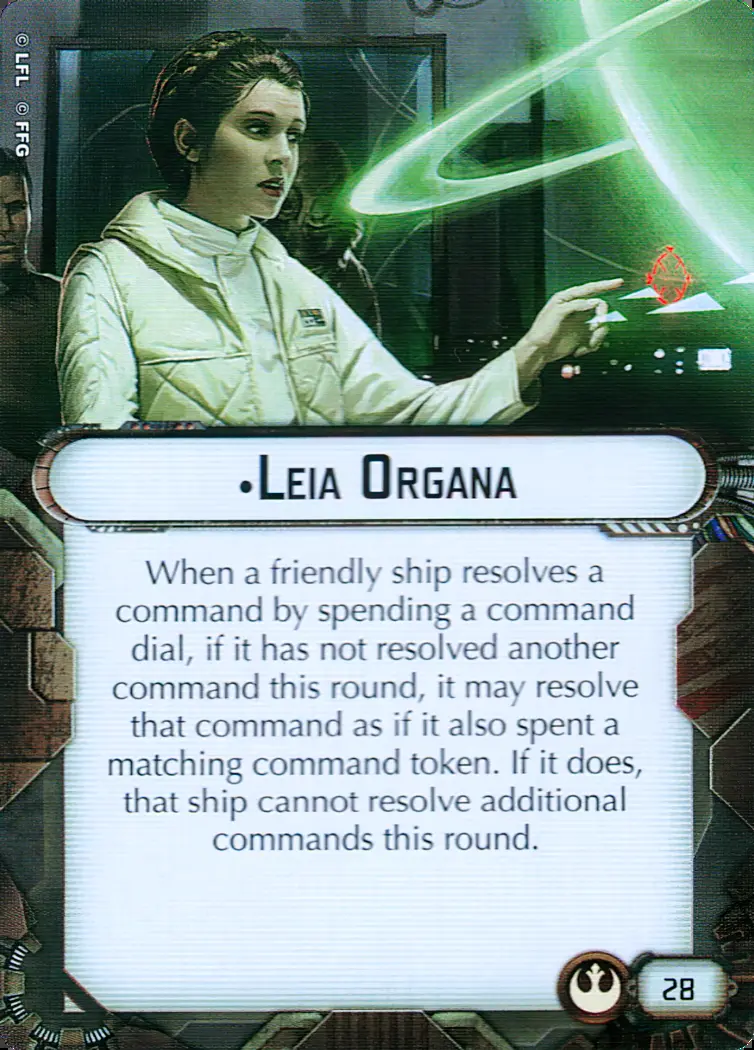 © LFL © FFG
•Leia Organa
When a friendly ship resolves a
command by spending a command
dial, if it has not resolved another
command this round, it may resolve
that command as if it also spent a
matching command token. If it does,
that ship cannot resolve additional
commands this round.
28